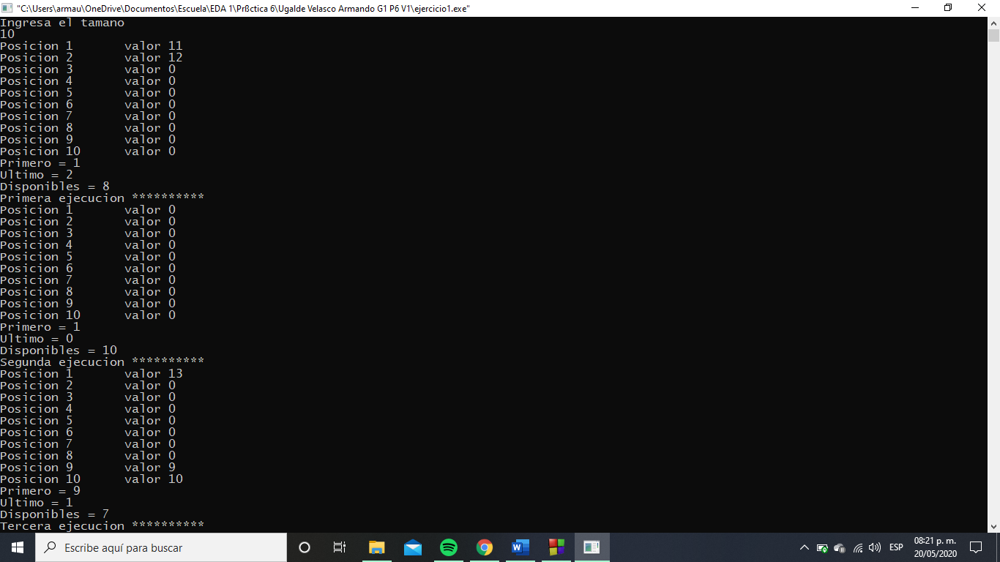 "C:\Users\armau\OneDrive\Documentos\Escuela\EDA 1\Prßctica 6\Ugalde Velasco Armando G1 P6 V1\ejercicio1.exe"
Ingresa el tamano
10
Posicion 1 valor 11
Posicion 2 valor 12
Posicion 3 valor 0
Posicion 4 valor 0
Posicion 5 valor 0
Posicion 6 valor 0
Posicion 7 valor 0
Posicion 8 valor 0
Posicion 9 valor 0
Posicion 10 valor 0
Primero = 1
Ultimo = 2
Disponibles = 8
Primera ejecucion **********
Posicion 1 valor 0
Posicion 2 valor 0
Posicion 3 valor 0
Posicion 4 valor 0
Posicion 5 valor 0
Posicion 6 valor 0
Posicion 7 valor 0
Posicion 8 valor 0
Posicion 9 valor 0
Posicion 10 valor 0
Primero = 1
Ultimo = 0
Disponibles = 10
Segunda ejecucion **********
Posicion 1 valor 13
Posicion 2 valor 0
Posicion 3 valor 0
Posicion 4 valor 0
Posicion 5 valor 0
Posicion 6 valor 0
Posicion 7 valor 0
Posicion 8 valor 0
Posicion 9 valor 9
Posicion 10 valor 10
Primero = 9
Ultimo = 1
Disponibles = 7
Tercera ejecucion **********
Escribe aquí para buscar
ESP
08:21 p. m.
20/05/2020